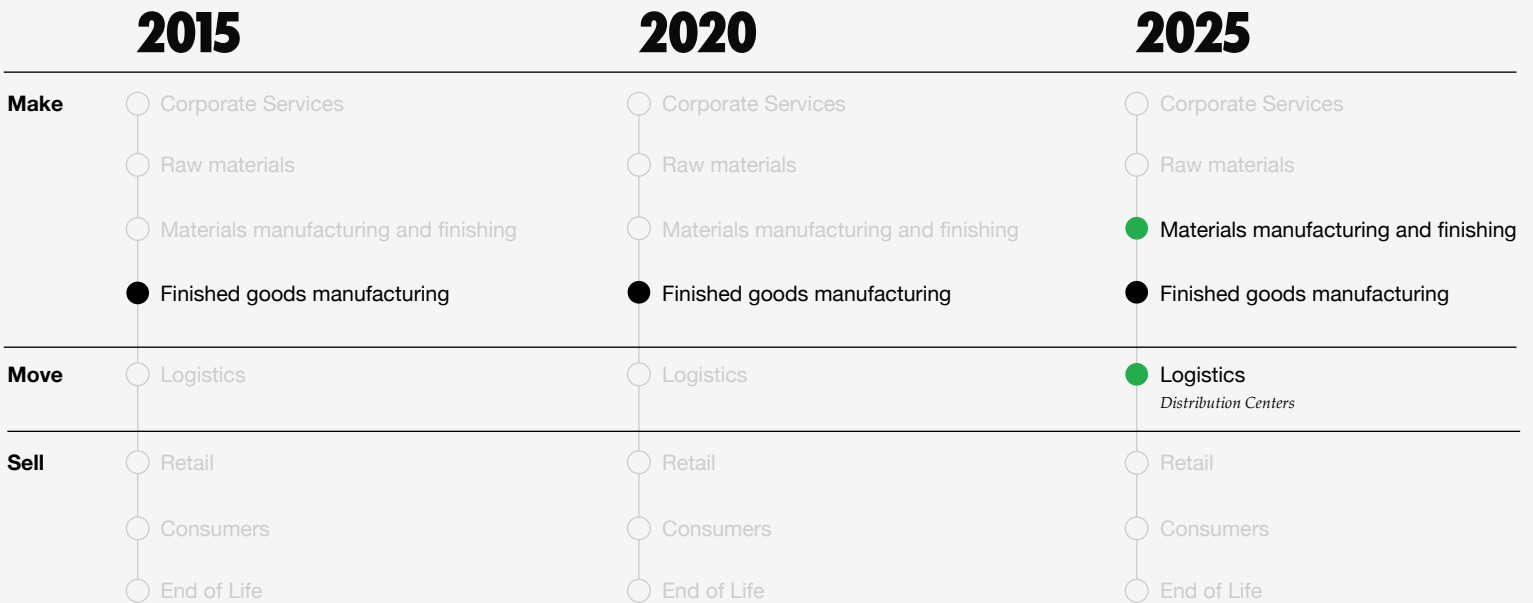 2015 2020 2025
Make Corporate Services Corporate Services Corporate Services
Raw materials Raw materials Raw materials
Materials manufacturing and finishing Materials manufacturing and finishing Materials manufacturing and finishing
Finished goods manufacturing Finished goods manufacturing Finished goods manufacturing
Move Logistics Logistics Logistics
Distribution Centers
Sell Retail Retail Retail
Consumers Consumers Consumers
End of Life End of Life End of Life